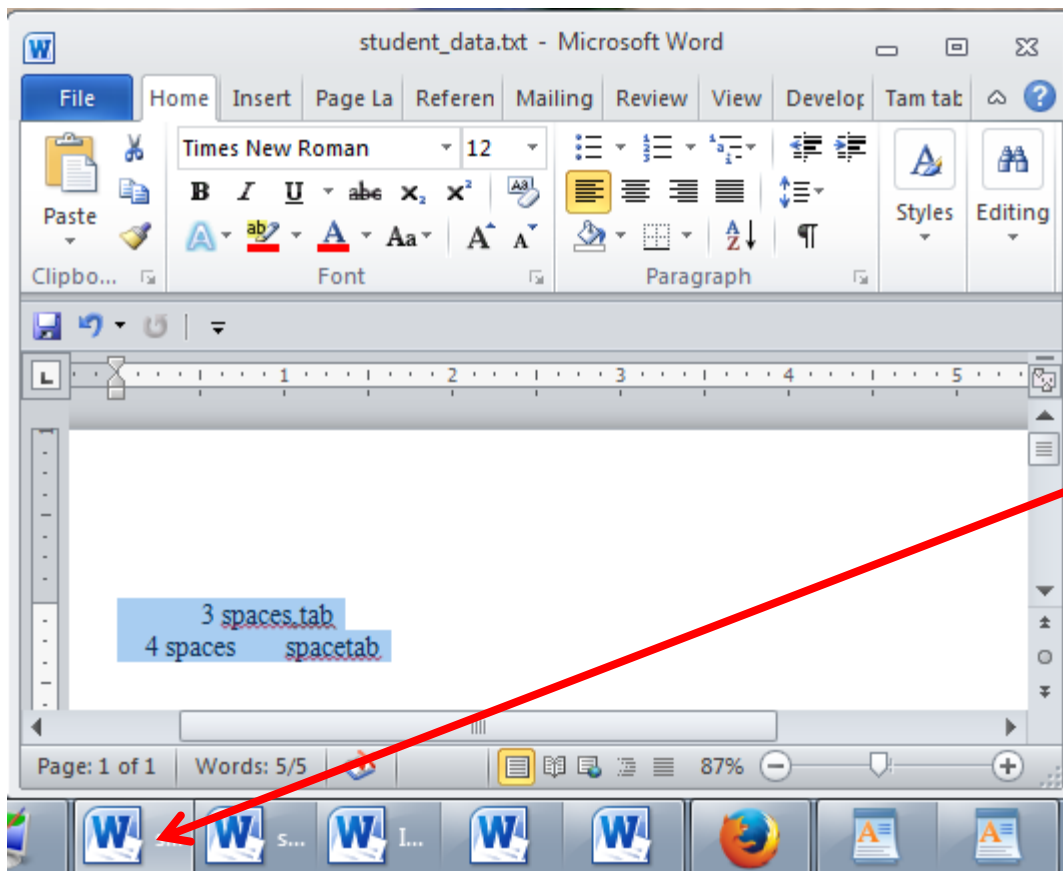 student_data.txt - Microsoft Word
File Home Insert Page La Referen Mailing Review View Develop Tam tab
Times New Roman 12
B I U abc X₂ X²
Paste
A ab A Aa A A
Styles Editing
Clipbo... Font Paragraph
L 1 2 3 4 5
3 spaces,tab
4 spaces spacetab
Page: 1 of 1 Words: 5/5 87%
W s... W s... W I... W W A A